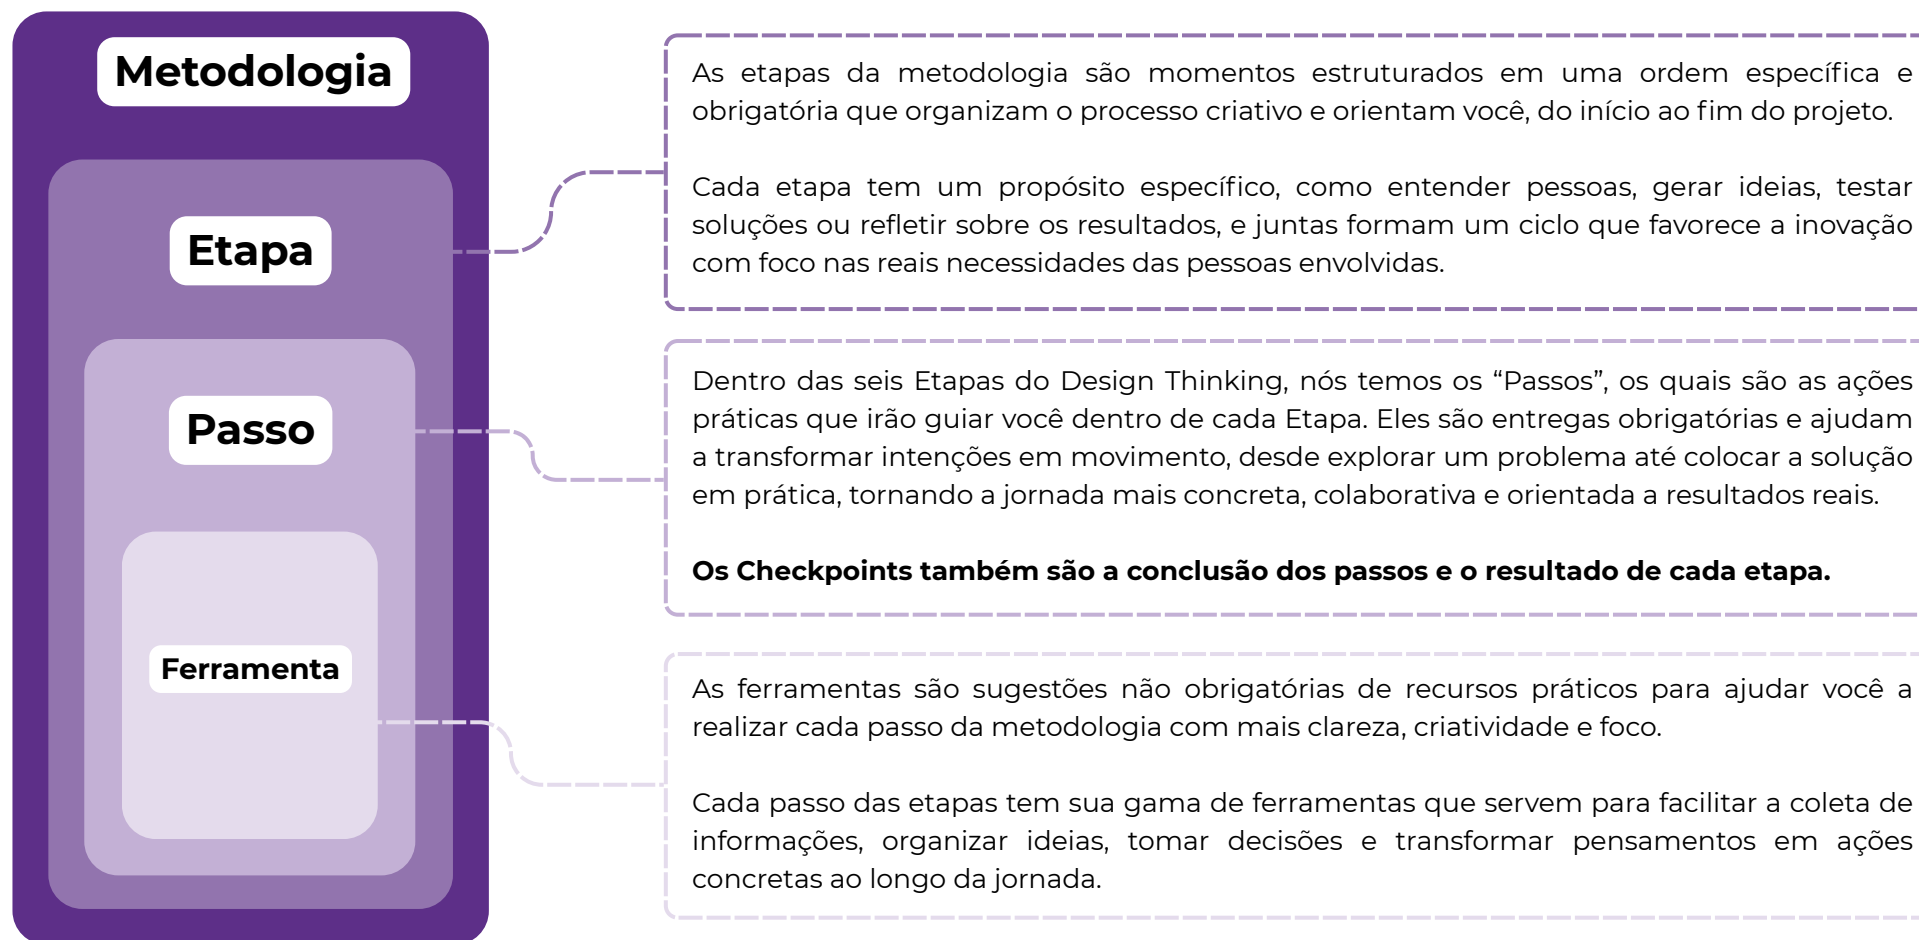 Metodologia
Etapa
Passo
Ferramenta
As etapas da metodologia são momentos estruturados em uma ordem específica e
obrigatória que organizam o processo criativo e orientam você, do início ao fim do projeto.
Cada etapa tem um propósito específico, como entender pessoas, gerar ideias, testar
soluções ou refletir sobre os resultados, e juntas formam um ciclo que favorece a inovação
com foco nas reais necessidades das pessoas envolvidas.
Dentro das seis Etapas do Design Thinking, nós temos os “Passos”, os quais são as ações
práticas que irão guiar você dentro de cada Etapa. Eles são entregas obrigatórias e ajudam
a transformar intenções em movimento, desde explorar um problema até colocar a solução
em prática, tornando a jornada mais concreta, colaborativa e orientada a resultados reais.
Os Checkpoints também são a conclusão dos passos e o resultado de cada etapa.
As ferramentas são sugestões não obrigatórias de recursos práticos para ajudar você a
realizar cada passo da metodologia com mais clareza, criatividade e foco.
Cada passo das etapas tem sua gama de ferramentas que servem para facilitar a coleta de
informações, organizar ideias, tomar decisões e transformar pensamentos em ações
concretas ao longo da jornada.